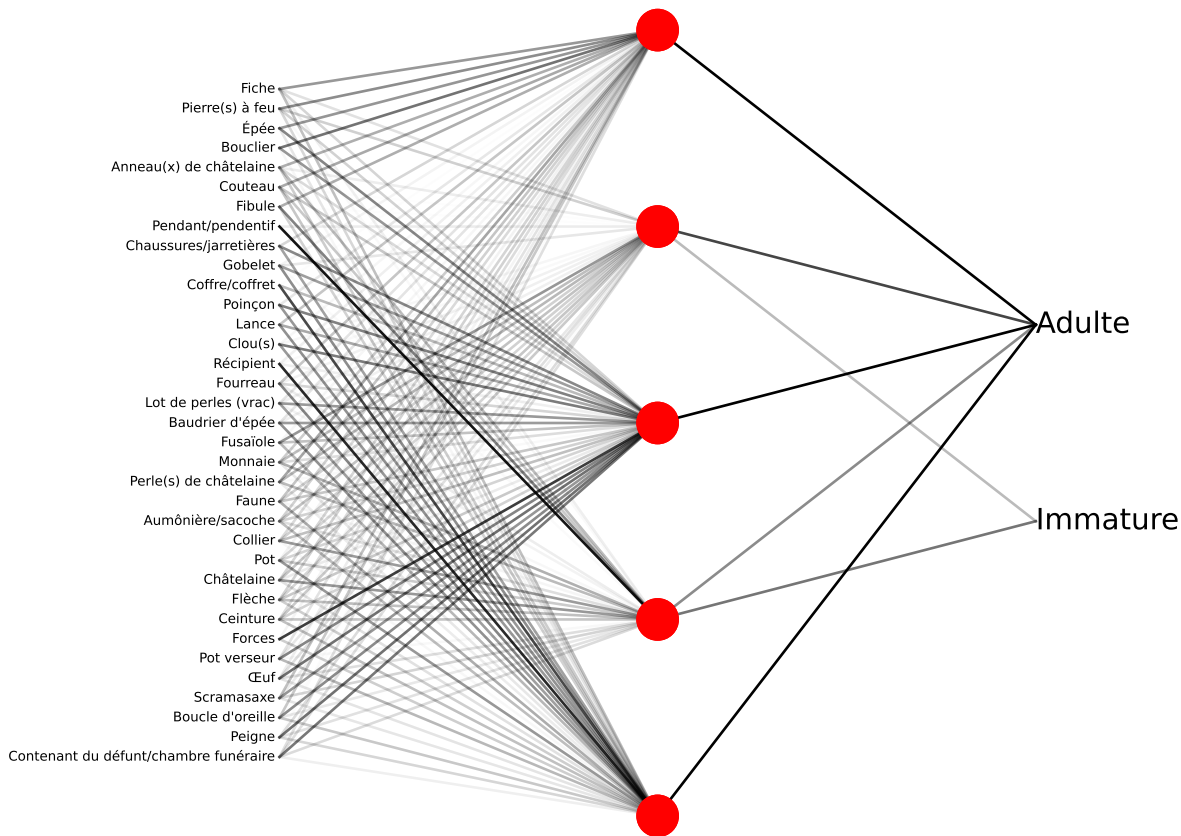 Fiche
Pierre(s) à feu
Épée
Bouclier
Anneau(x) de châtelaine
Couteau
Fibule
Pendant/pendentif
Chaussures/jarretières
Gobelet
Coffre/coffret
Poinçon
Lance
Clou(s)
Récipient
Fourreau
Lot de perles (vrac)
Baudrier d'épée
Fusaïole
Monnaie
Perle(s) de châtelaine
Faune
Aumônière/sacoche
Collier
Pot
Châtelaine
Flèche
Ceinture
Forces
Pot verseur
Œuf
Scramasaxe
Boucle d'oreille
Peigne
Contenant du défunt/chambre funéraire
Adulte
Immature